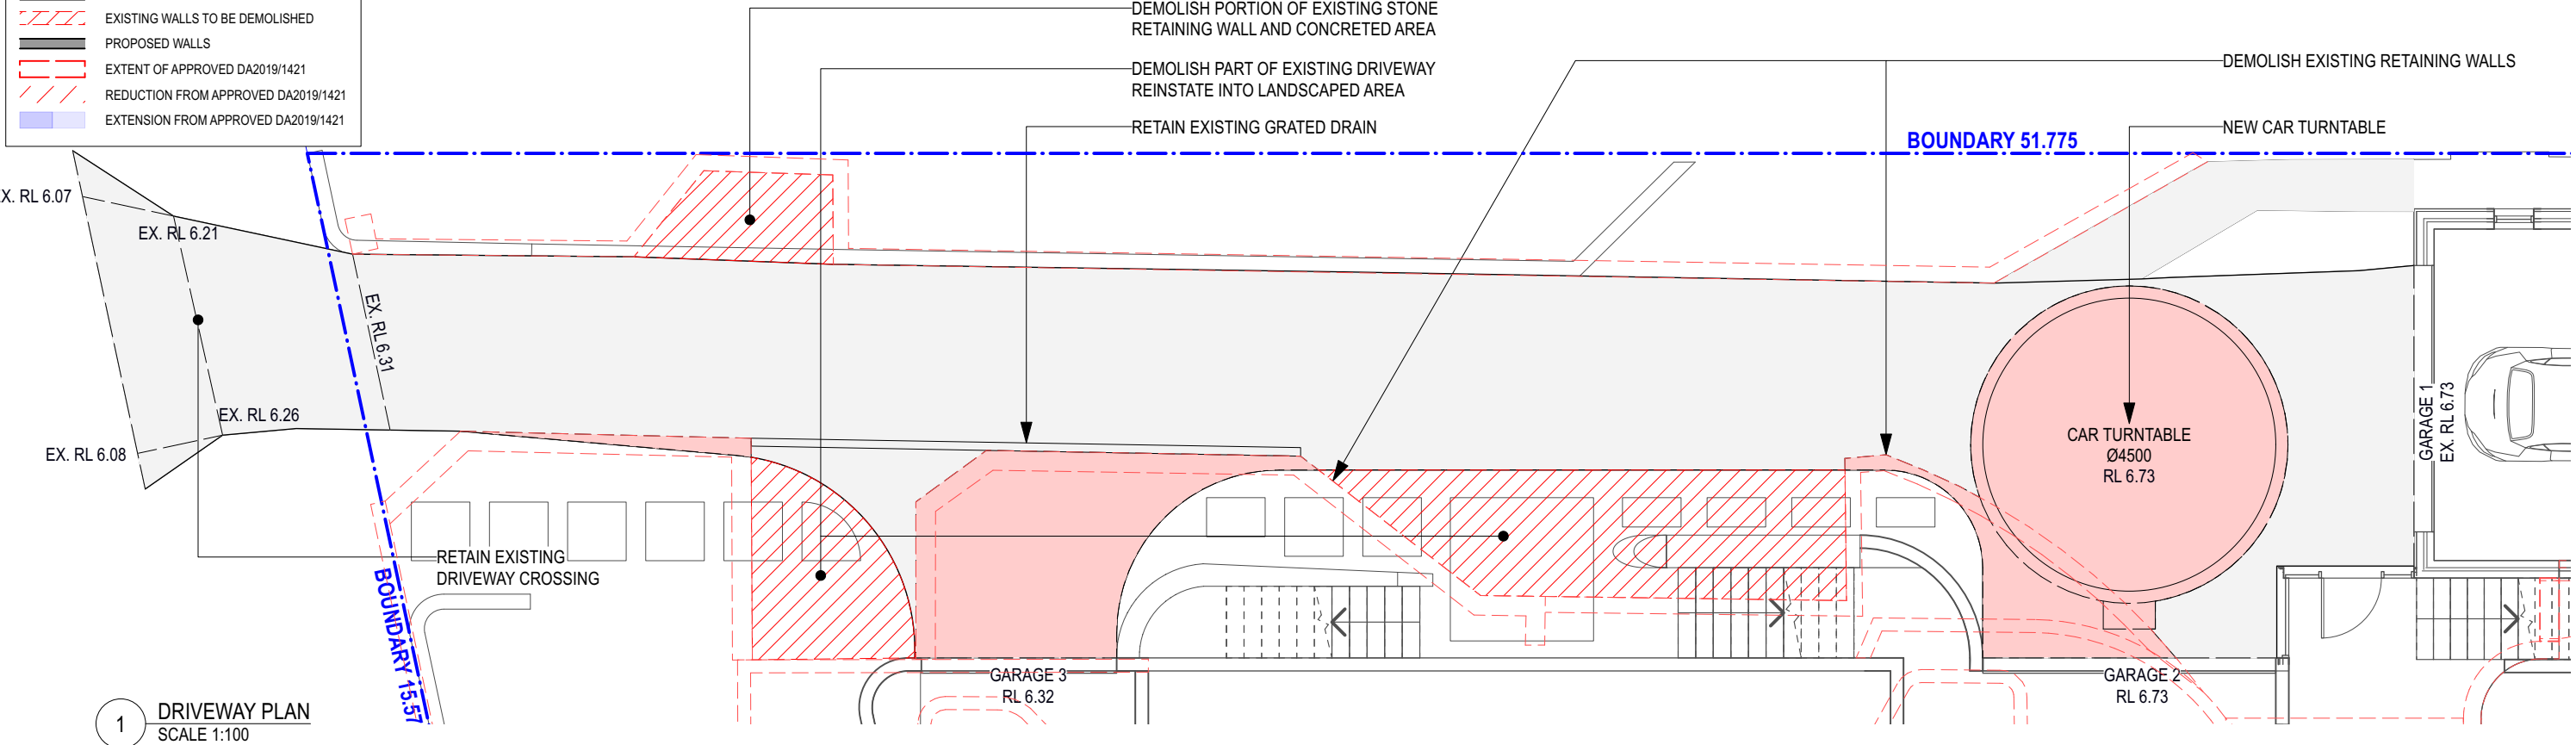 EXISTING WALLS TO BE DEMOLISHED
PROPOSED WALLS
EXTENT OF APPROVED DA2019/1421
REDUCTION FROM APPROVED DA2019/1421
EXTENSION FROM APPROVED DA2019/1421
DEMOLISH PORTION OF EXISTING STONE
RETAINING WALL AND CONCRETED AREA
DEMOLISH PART OF EXISTING DRIVEWAY
REINSTATE INTO LANDSCAPED AREA
RETAIN EXISTING GRATED DRAIN
DEMOLISH EXISTING RETAINING WALLS
NEW CAR TURNTABLE
BOUNDARY 51.775
EX. RL 6.07
EX. RL 6.21
EX. RL 6.31
EX. RL 6.26
EX. RL 6.08
RETAIN EXISTING
DRIVEWAY CROSSING
BOUNDARY 15.57
CAR TURNTABLE
Ø4500
RL 6.73
GARAGE 1
EX. RL 6.73
GARAGE 3
RL 6.32
GARAGE 2
RL 6.73
1
DRIVEWAY PLAN
SCALE 1:100